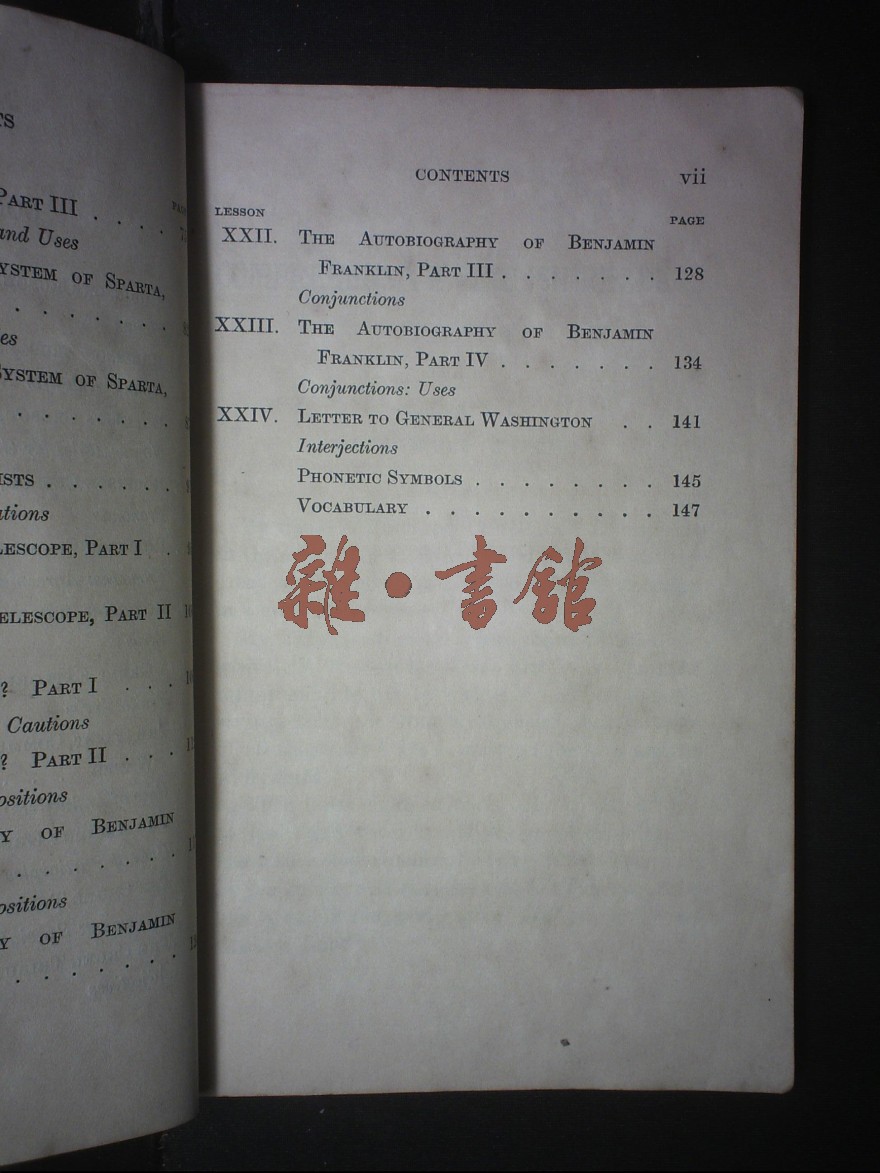 PART III . . . .
and Uses
SYSTEM OF SPARTA,
. . . . . . .
SYSTEM OF SPARTA,
. . . . . . .
. . . . . .
TELESCOPE, PART I .
TELESCOPE, PART II
? PART I . . .
Cautions
? PART II . . .
OF BENJAMIN
. . . . . . .
OF BENJAMIN
. . . . . . .
CONTENTS vii
LESSON PAGE
XXII. THE AUTOBIOGRAPHY OF BENJAMIN
FRANKLIN, PART III . . . . . . . 128
Conjunctions
XXIII. THE AUTOBIOGRAPHY OF BENJAMIN
FRANKLIN, PART IV . . . . . . . 134
Conjunctions: Uses
XXIV. LETTER TO GENERAL WASHINGTON . . 141
Interjections
PHONETIC SYMBOLS . . . . . . . . 145
VOCABULARY . . . . . . . . . . 147
雜·書館